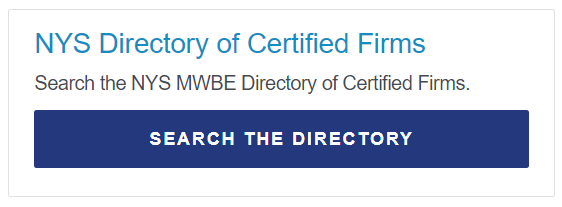 NYS Directory of Certified Firms
Search the NYS MWBE Directory of Certified Firms.
SEARCH THE DIRECTORY